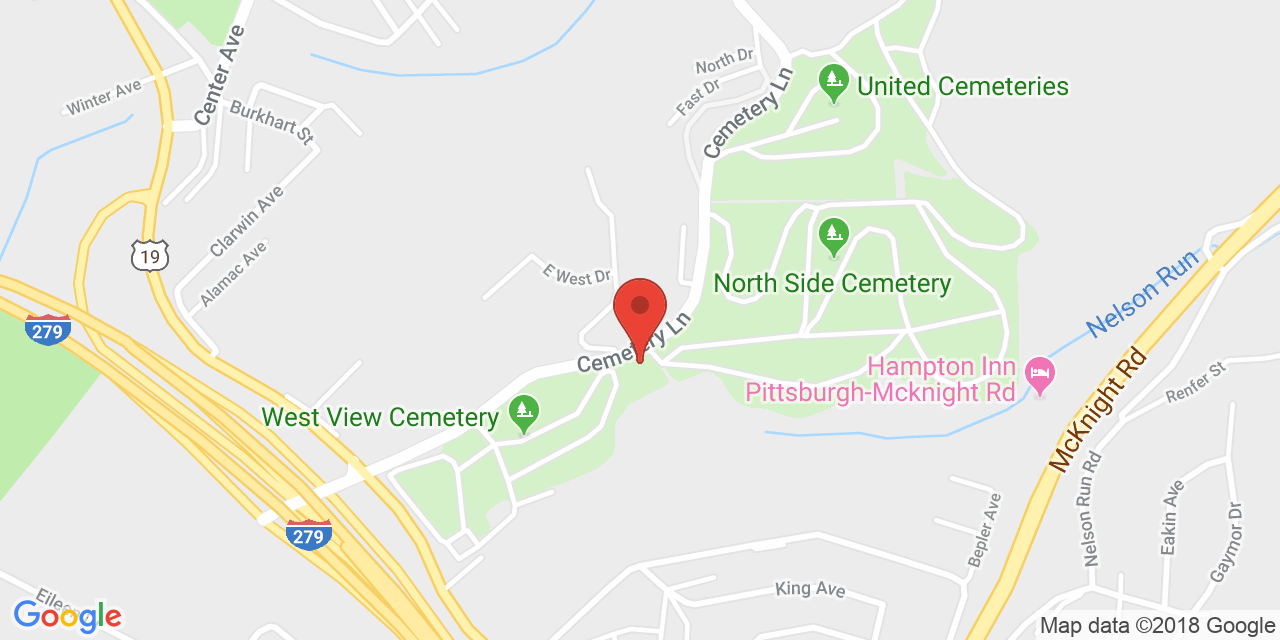 Center Ave
North Dr
Fast Dr
Cemetery Ln
United Cemeteries
Winter Ave
Burkhart St
Clarwin Ave
Alamac Ave
19
E West Dr
North Side Cemetery
Nelson Run
279
Cemetery Ln
Hampton Inn
Pittsburgh-Mcknight Rd
McKnight Rd
Renfer St
West View Cemetery
Nelson Run Rd
Eakin Ave
Gaymor Dr
Bepler Ave
279
King Ave
Google
Map data ©2018 Google